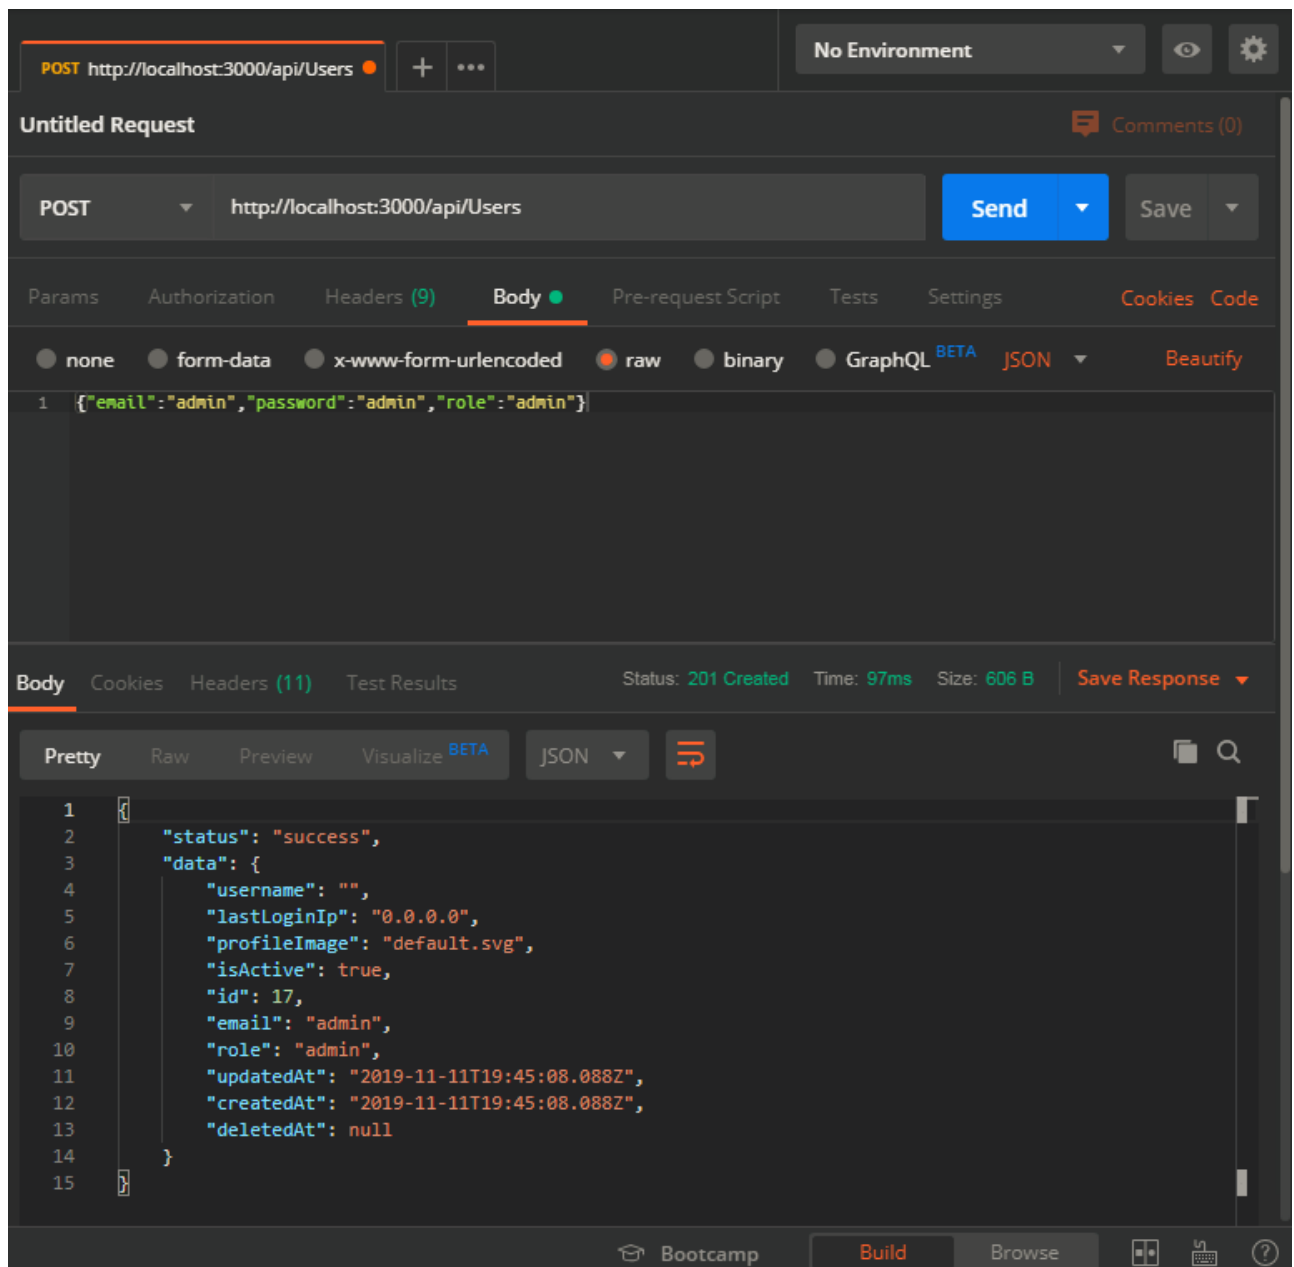 POST http://localhost:3000/api/Users
No Environment
Untitled Request
Comments (0)
POST http://localhost:3000/api/Users Send Save
Params Authorization Headers (9) Body Pre-request Script Tests Settings Cookies Code
none form-data x-www-form-urlencoded raw binary GraphQL BETA JSON Beautify
1 {"email":"admin","password":"admin","role":"admin"}
Body Cookies Headers (11) Test Results Status: 201 Created Time: 97ms Size: 606 B Save Response
Pretty Raw Preview Visualize BETA JSON
1 {
2 "status": "success",
3 "data": {
4 "username": "",
5 "lastLoginIp": "0.0.0.0",
6 "profileImage": "default.svg",
7 "isActive": true,
8 "id": 17,
9 "email": "admin",
10 "role": "admin",
11 "updatedAt": "2019-11-11T19:45:08.088Z",
12 "createdAt": "2019-11-11T19:45:08.088Z",
13 "deletedAt": null
14 }
15 }
Bootcamp Build Browse